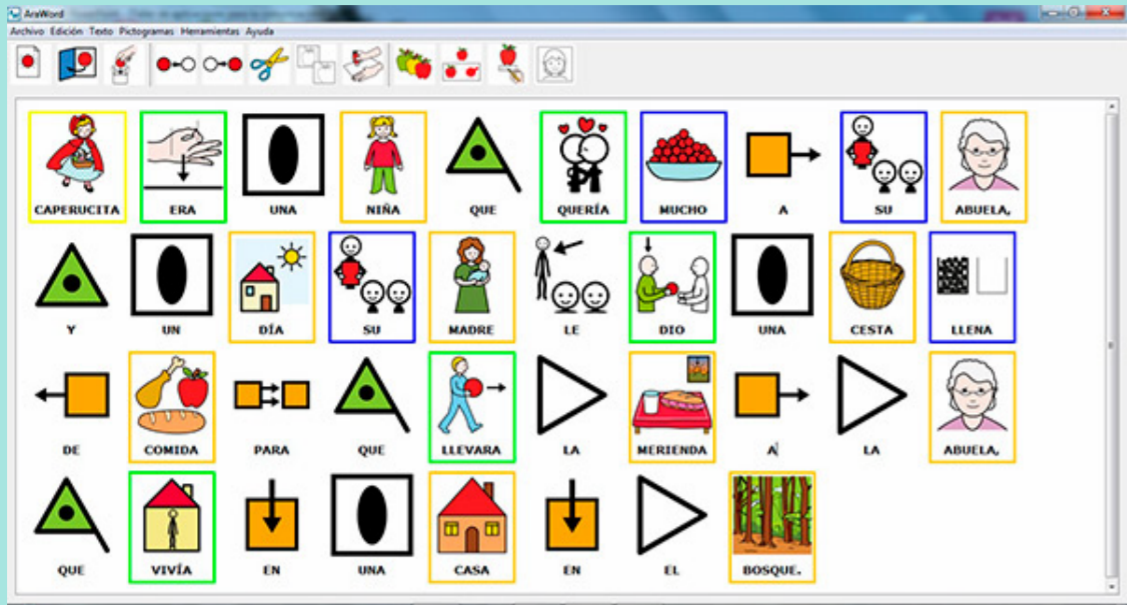 AraWord
Archivo Edición Texto Pictogramas Herramientas Ayuda
CAPERUCITA ERA UNA NIÑA QUE QUERÍA MUCHO A SU ABUELA,
Y UN DÍA SU MADRE LE DIO UNA CESTA LLENA
DE COMIDA PARA QUE LLEVARA LA MERIENDA A LA ABUELA,
QUE VIVÍA EN UNA CASA EN EL BOSQUE.